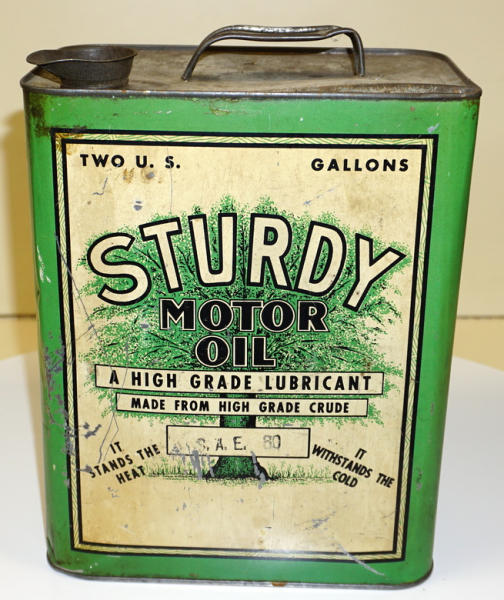 TWO U. S. GALLONS
STURDY
MOTOR
OIL
A HIGH GRADE LUBRICANT
MADE FROM HIGH GRADE CRUDE
S. A. E. 80
IT
STANDS THE
HEAT
IT
WITHSTANDS THE
COLD